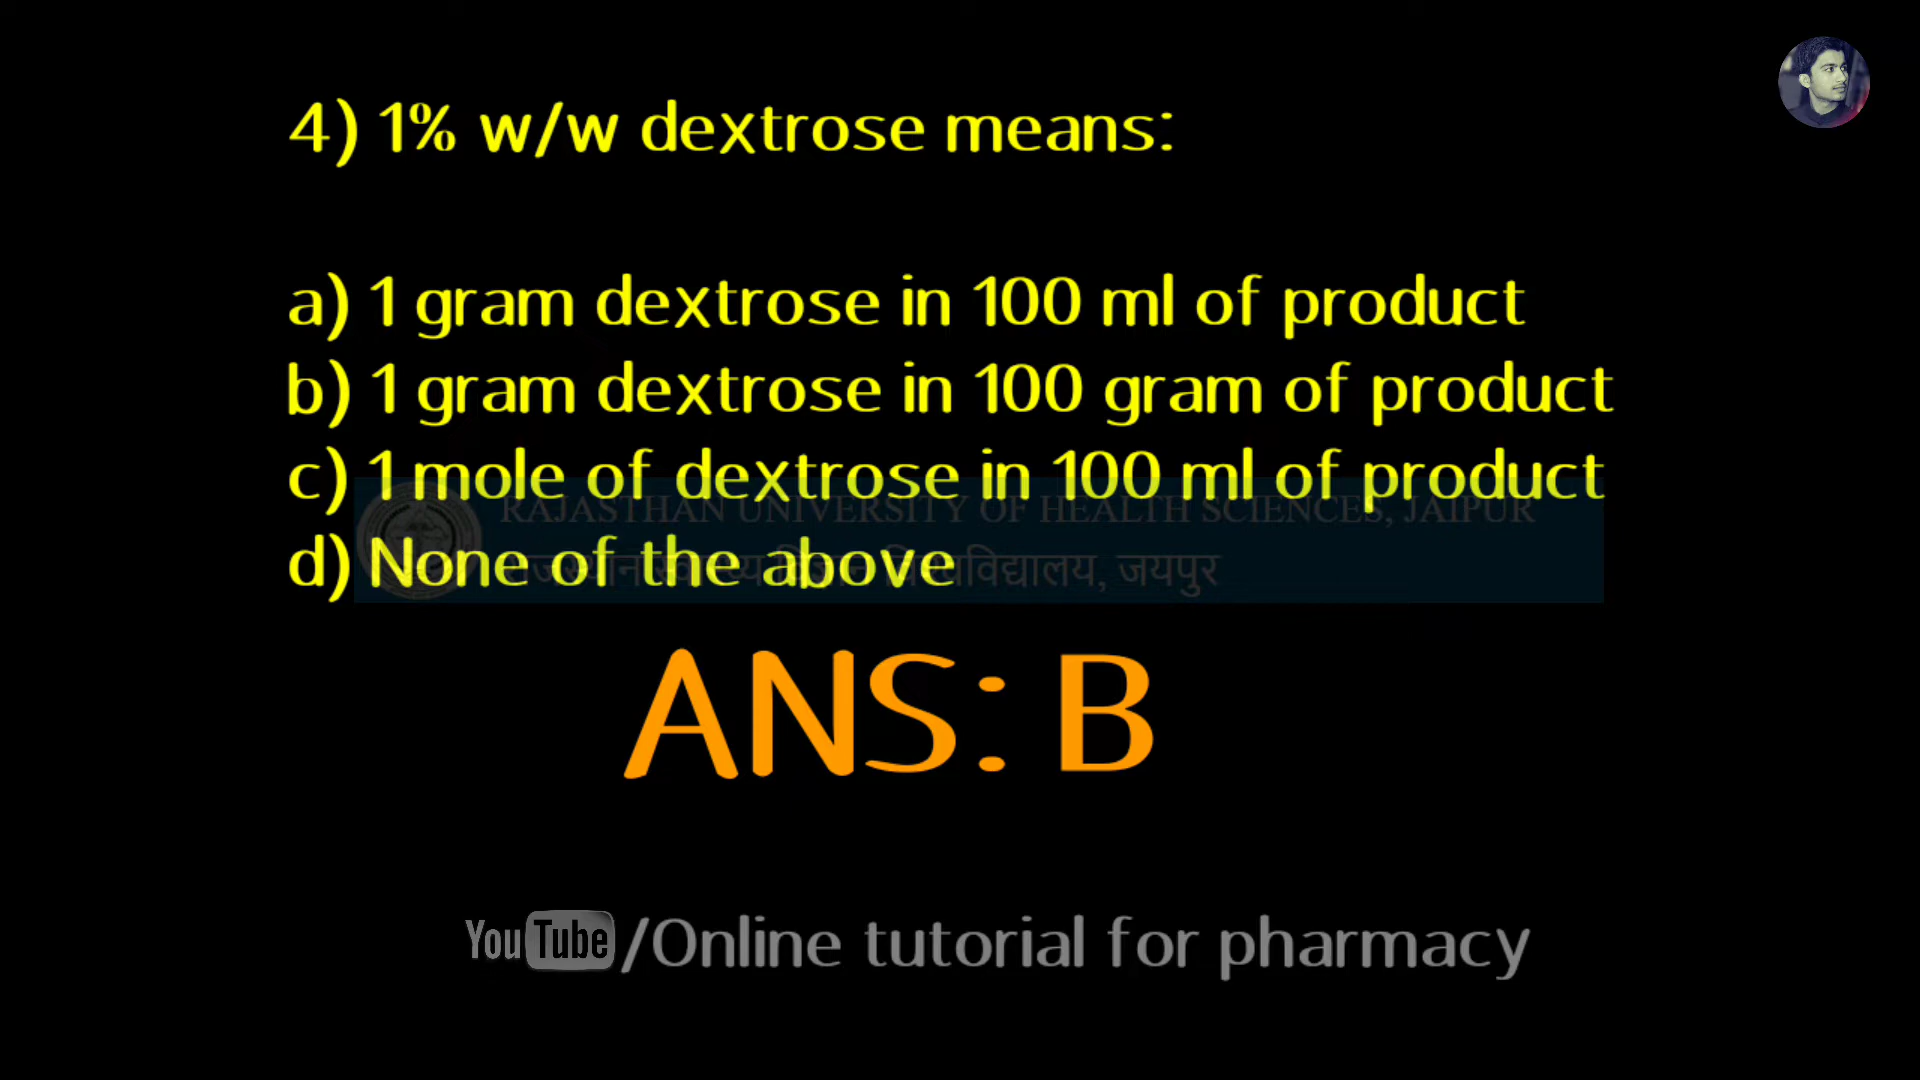 4) 1% w/w dextrose means:
a) 1 gram dextrose in 100 ml of product
b) 1 gram dextrose in 100 gram of product
c) 1 mole of dextrose in 100 ml of product
RAJASTHAN UNIVERSITY OF HEALTH SCIENCES, JAIPUR
d) None of the above
जयपुर
ANS: B
YouTube/Online tutorial for pharmacy